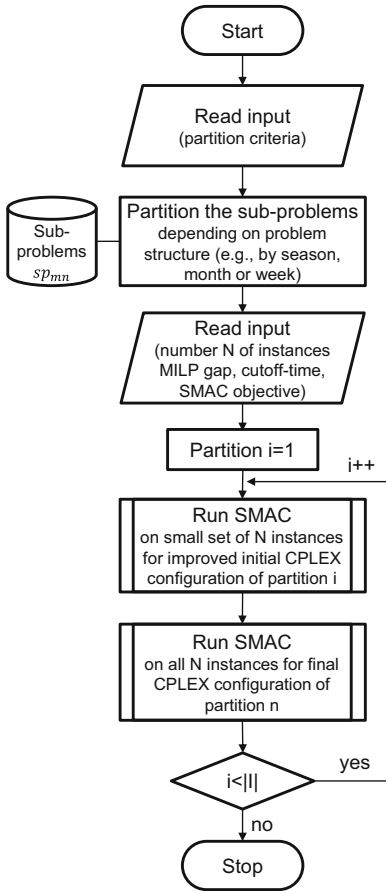 Start
Read input
(partition criteria)
Sub-
problems
sp_mn
Partition the sub-problems
depending on problem
structure (e.g., by season,
month or week)
Read input
(number N of instances
MILP gap, cutoff-time,
SMAC objective)
Partition i=1
i++
Run SMAC
on small set of N instances
for improved initial CPLEX
configuration of partition i
Run SMAC
on all N instances for final
CPLEX configuration of
partition n
i<|I|
yes
no
Stop